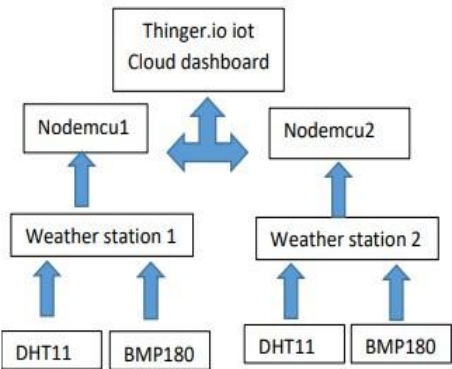 Thinger.io iot
Cloud dashboard
Nodemcu1
Nodemcu2
Weather station 1
Weather station 2
DHT11
BMP180
DHT11
BMP180